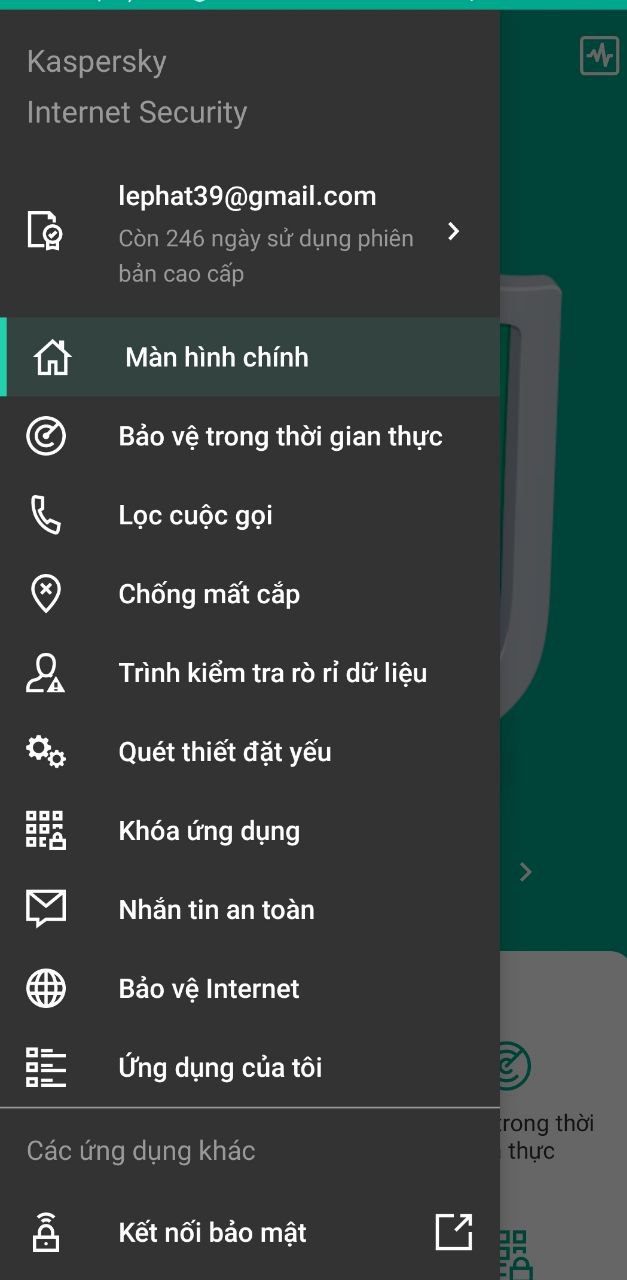 Kaspersky
Internet Security
lephat39@gmail.com
Còn 246 ngày sử dụng phiên
bản cao cấp
Màn hình chính
Bảo vệ trong thời gian thực
Lọc cuộc gọi
Chống mất cắp
Trình kiểm tra rò rỉ dữ liệu
Quét thiết đặt yếu
Khóa ứng dụng
Nhắn tin an toàn
Bảo vệ Internet
Ứng dụng của tôi
trong thời
thực
Các ứng dụng khác
Kết nối bảo mật